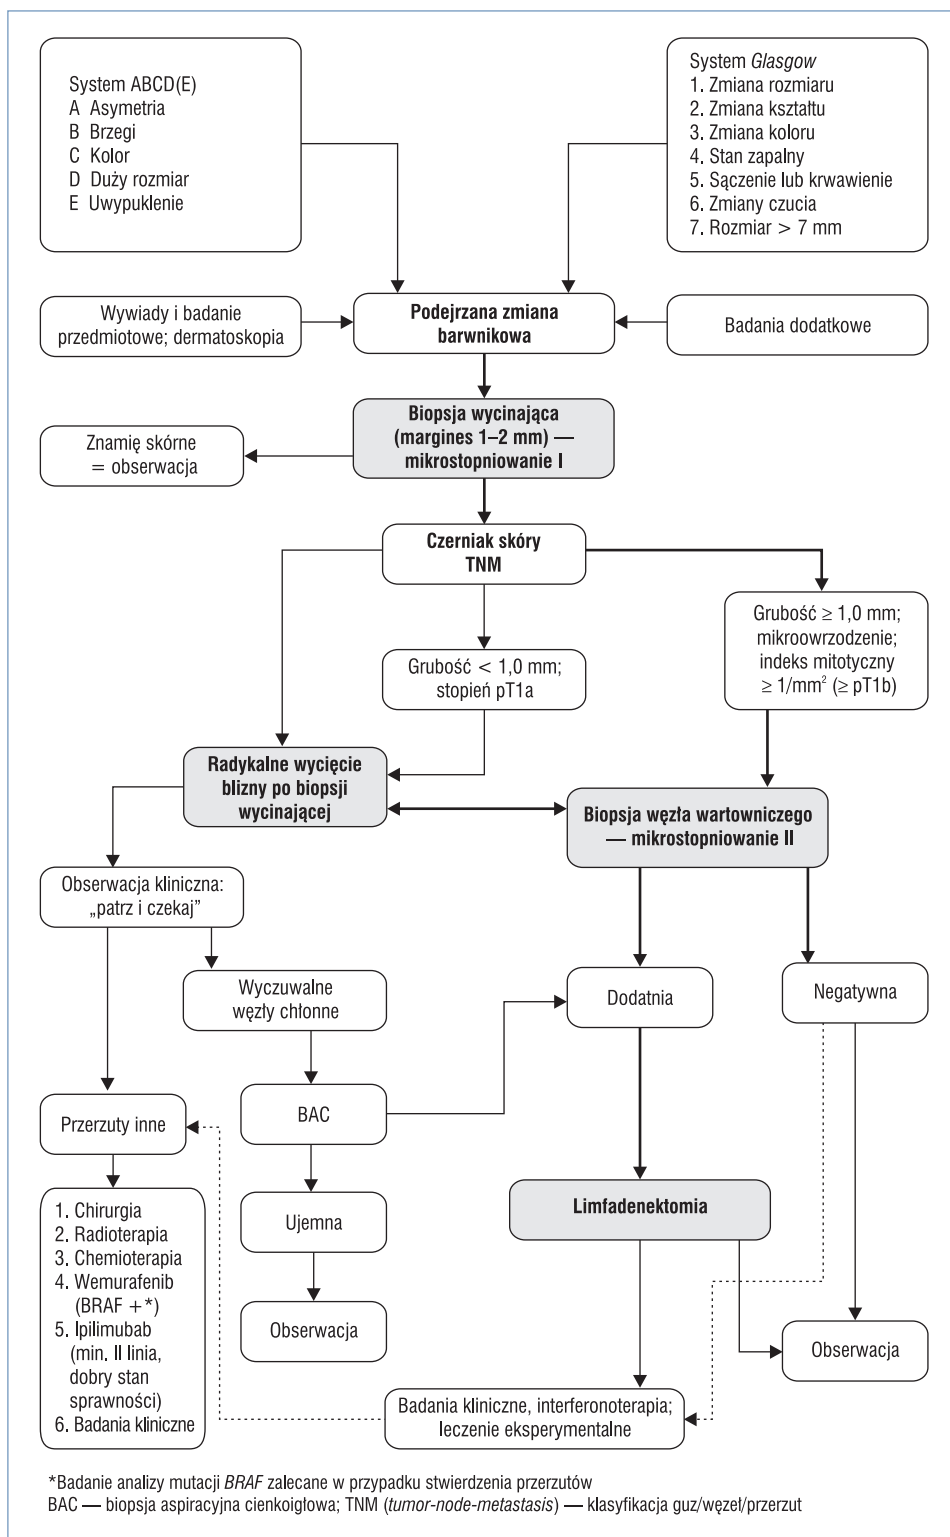 System ABCD(E)
A Asymetria
B Brzegi
C Kolor
D Duży rozmiar
E Uwypuklenie
System Glasgow
1. Zmiana rozmiaru
2. Zmiana kształtu
3. Zmiana koloru
4. Stan zapalny
5. Sączenie lub krwawienie
6. Zmiany czucia
7. Rozmiar > 7 mm
Wywiady i badanie
przedmiotowe; dermatoskopia
Podejrzana zmiana
barwnikowa
Badania dodatkowe
Biopsja wycinająca
(margines 1–2 mm) —
mikrostopniowanie I
Znamię skórne
= obserwacja
Czerniak skóry
TNM
Grubość < 1,0 mm;
stopień pT1a
Grubość ≥ 1,0 mm;
mikroowrzodzenie;
indeks mitotyczny
≥ 1/mm² (≥ pT1b)
Radykalne wycięcie
blizny po biopsji
wycinającej
Biopsja węzła wartowniczego
— mikrostopniowanie II
Obserwacja kliniczna:
„patrz i czekaj”
Wyczuwalne
węzły chłonne
Dodatnia
Negatywna
Przerzuty inne
BAC
Limfadenektomia
1. Chirurgia
2. Radioterapia
3. Chemioterapia
4. Wemurafenib
(BRAF +*)
5. Ipilimubab
(min. II linia,
dobry stan
sprawności)
6. Badania kliniczne
Ujemna
Obserwacja
Obserwacja
Badania kliniczne, interferonoterapia;
leczenie eksperymentalne
*Badanie analizy mutacji BRAF zalecane w przypadku stwierdzenia przerzutów
BAC — biopsja aspiracyjna cienkoigłowa; TNM (tumor-node-metastasis) — klasyfikacja guz/węzeł/przerzut